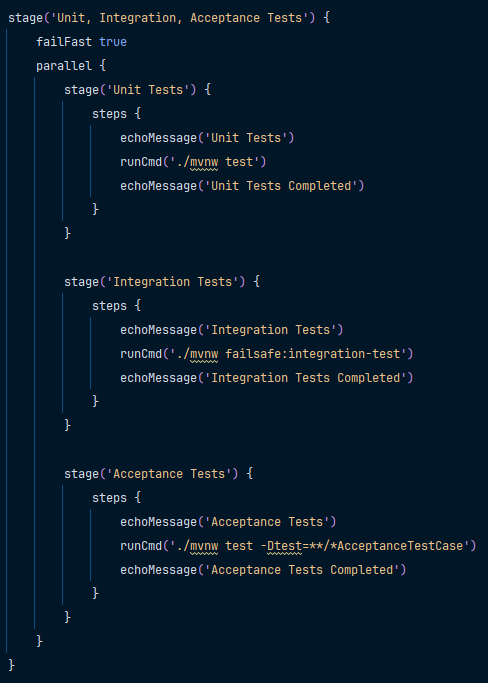 stage('Unit, Integration, Acceptance Tests') {
    failFast true
    parallel {
        stage('Unit Tests') {
            steps {
                echoMessage('Unit Tests')
                runCmd('./mvnw test')
                echoMessage('Unit Tests Completed')
            }
        }

        stage('Integration Tests') {
            steps {
                echoMessage('Integration Tests')
                runCmd('./mvnw failsafe:integration-test')
                echoMessage('Integration Tests Completed')
            }
        }

        stage('Acceptance Tests') {
            steps {
                echoMessage('Acceptance Tests')
                runCmd('./mvnw test -Dtest=**/*AcceptanceTestCase')
                echoMessage('Acceptance Tests Completed')
            }
        }
    }
}